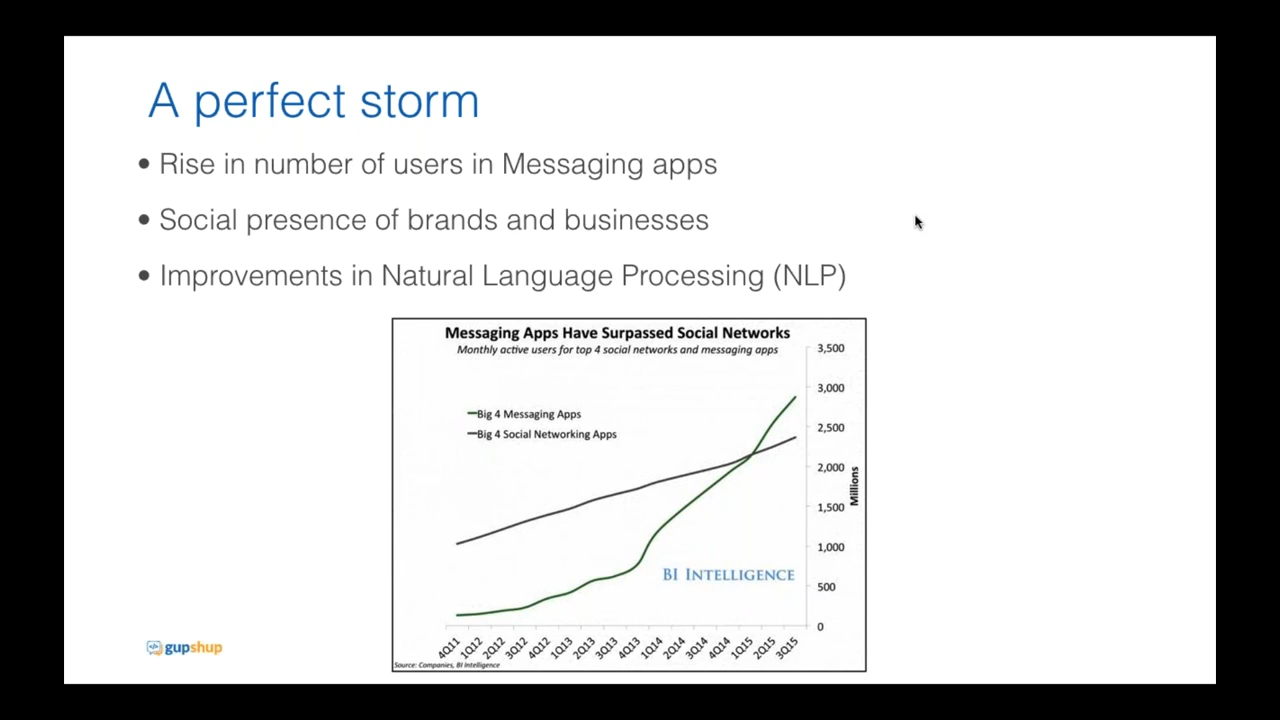 A perfect storm
• Rise in number of users in Messaging apps
• Social presence of brands and businesses
• Improvements in Natural Language Processing (NLP)
Messaging Apps Have Surpassed Social Networks
Monthly active users for top 4 social networks and messaging apps
Big 4 Messaging Apps
Big 4 Social Networking Apps
3,500
3,000
2,500
2,000
1,500
1,000
500
0
Millions
BI INTELLIGENCE
4Q11 1Q12 2Q12 3Q12 4Q12 1Q13 2Q13 3Q13 4Q13 1Q14 2Q14 3Q14 4Q14 1Q15 2Q15 3Q15
Source: Companies, BI Intelligence
gupshup